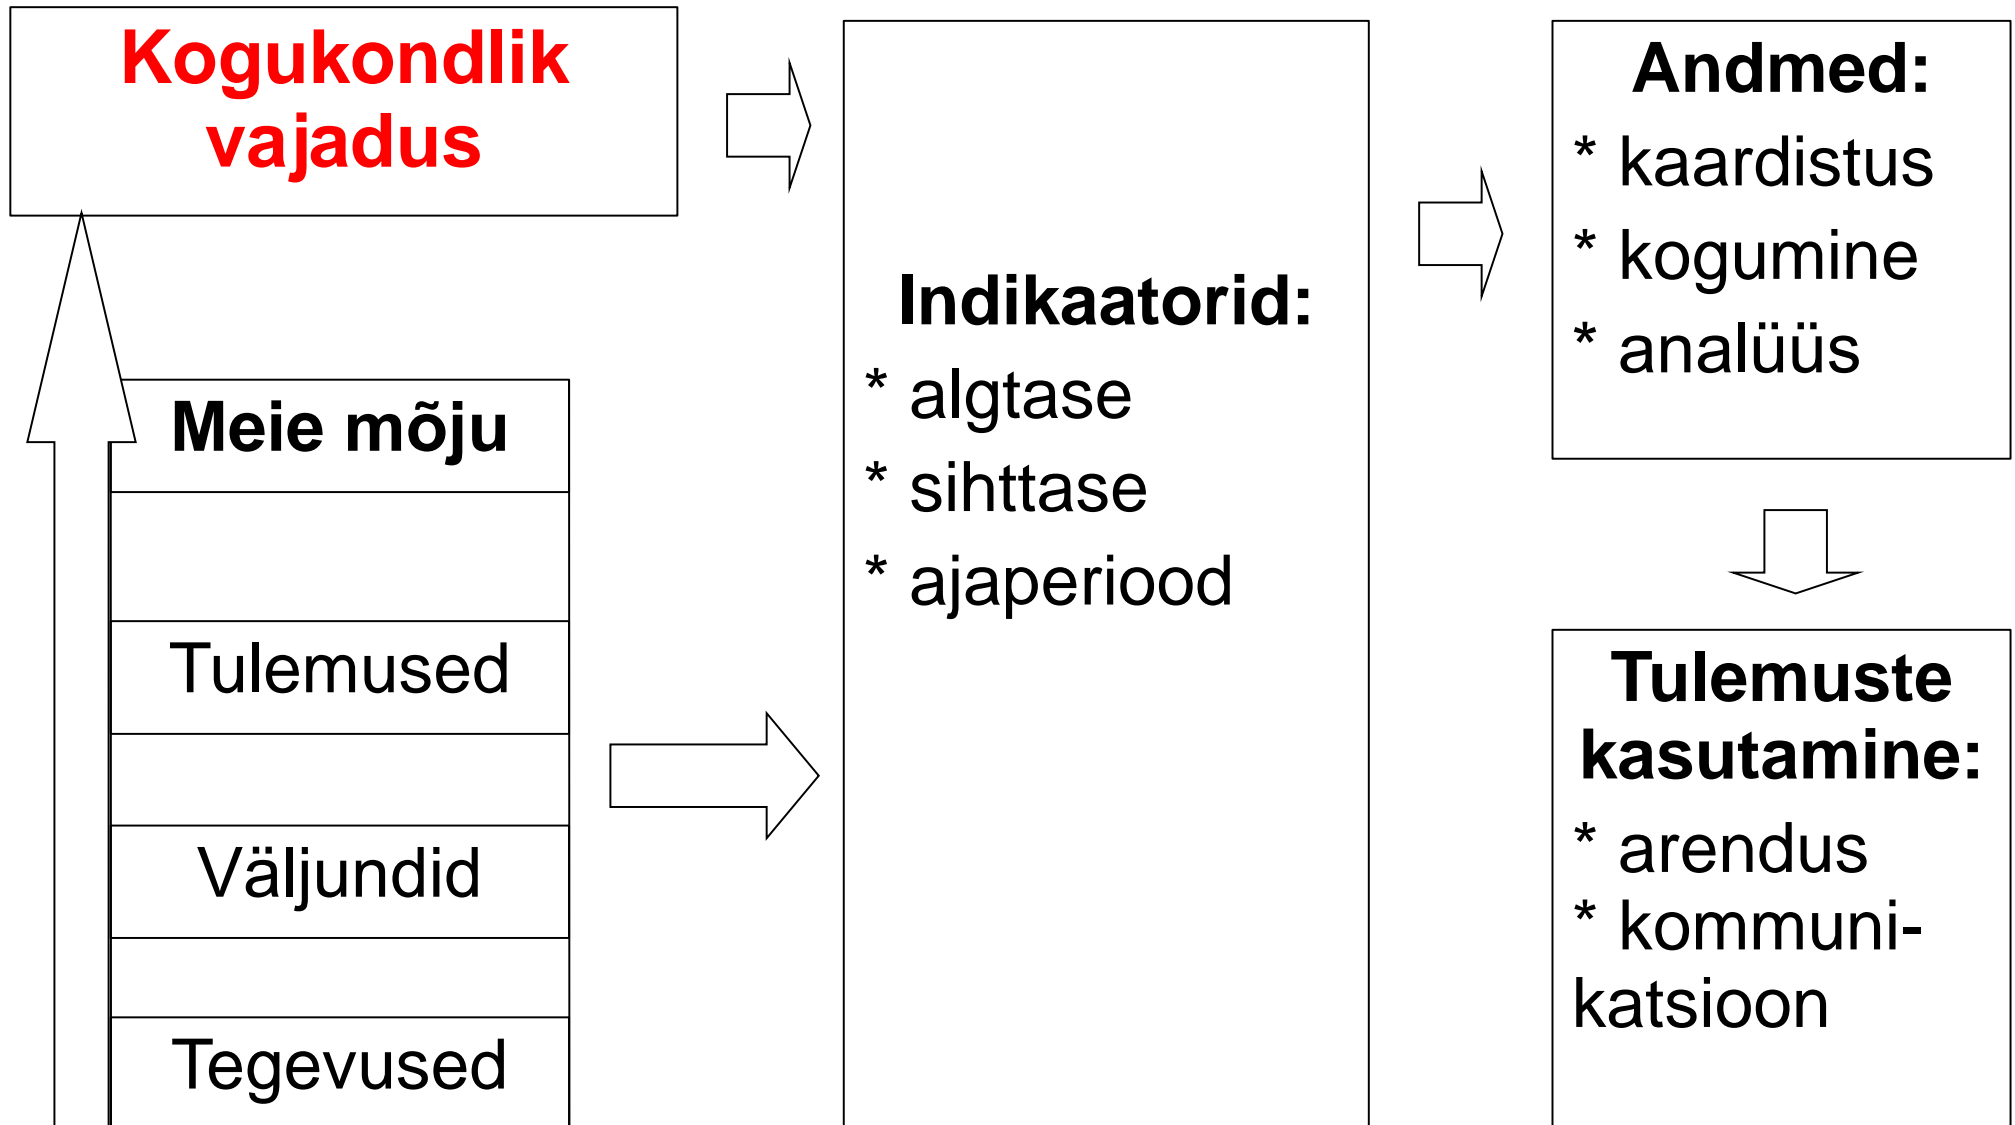 Kogukondlik
vajadus
Meie mõju
Tulemused
Väljundid
Tegevused
Indikaatorid:
* algtase
* sihttase
* ajaperiood
Andmed:
* kaardistus
* kogumine
* analüüs
Tulemuste
kasutamine:
* arendus
* kommuni-
katsioon